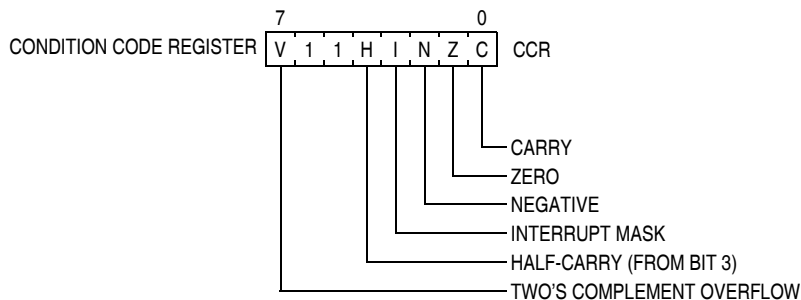 7 0
CONDITION CODE REGISTER V 1 1 H I N Z C CCR
CARRY
ZERO
NEGATIVE
INTERRUPT MASK
HALF-CARRY (FROM BIT 3)
TWO'S COMPLEMENT OVERFLOW